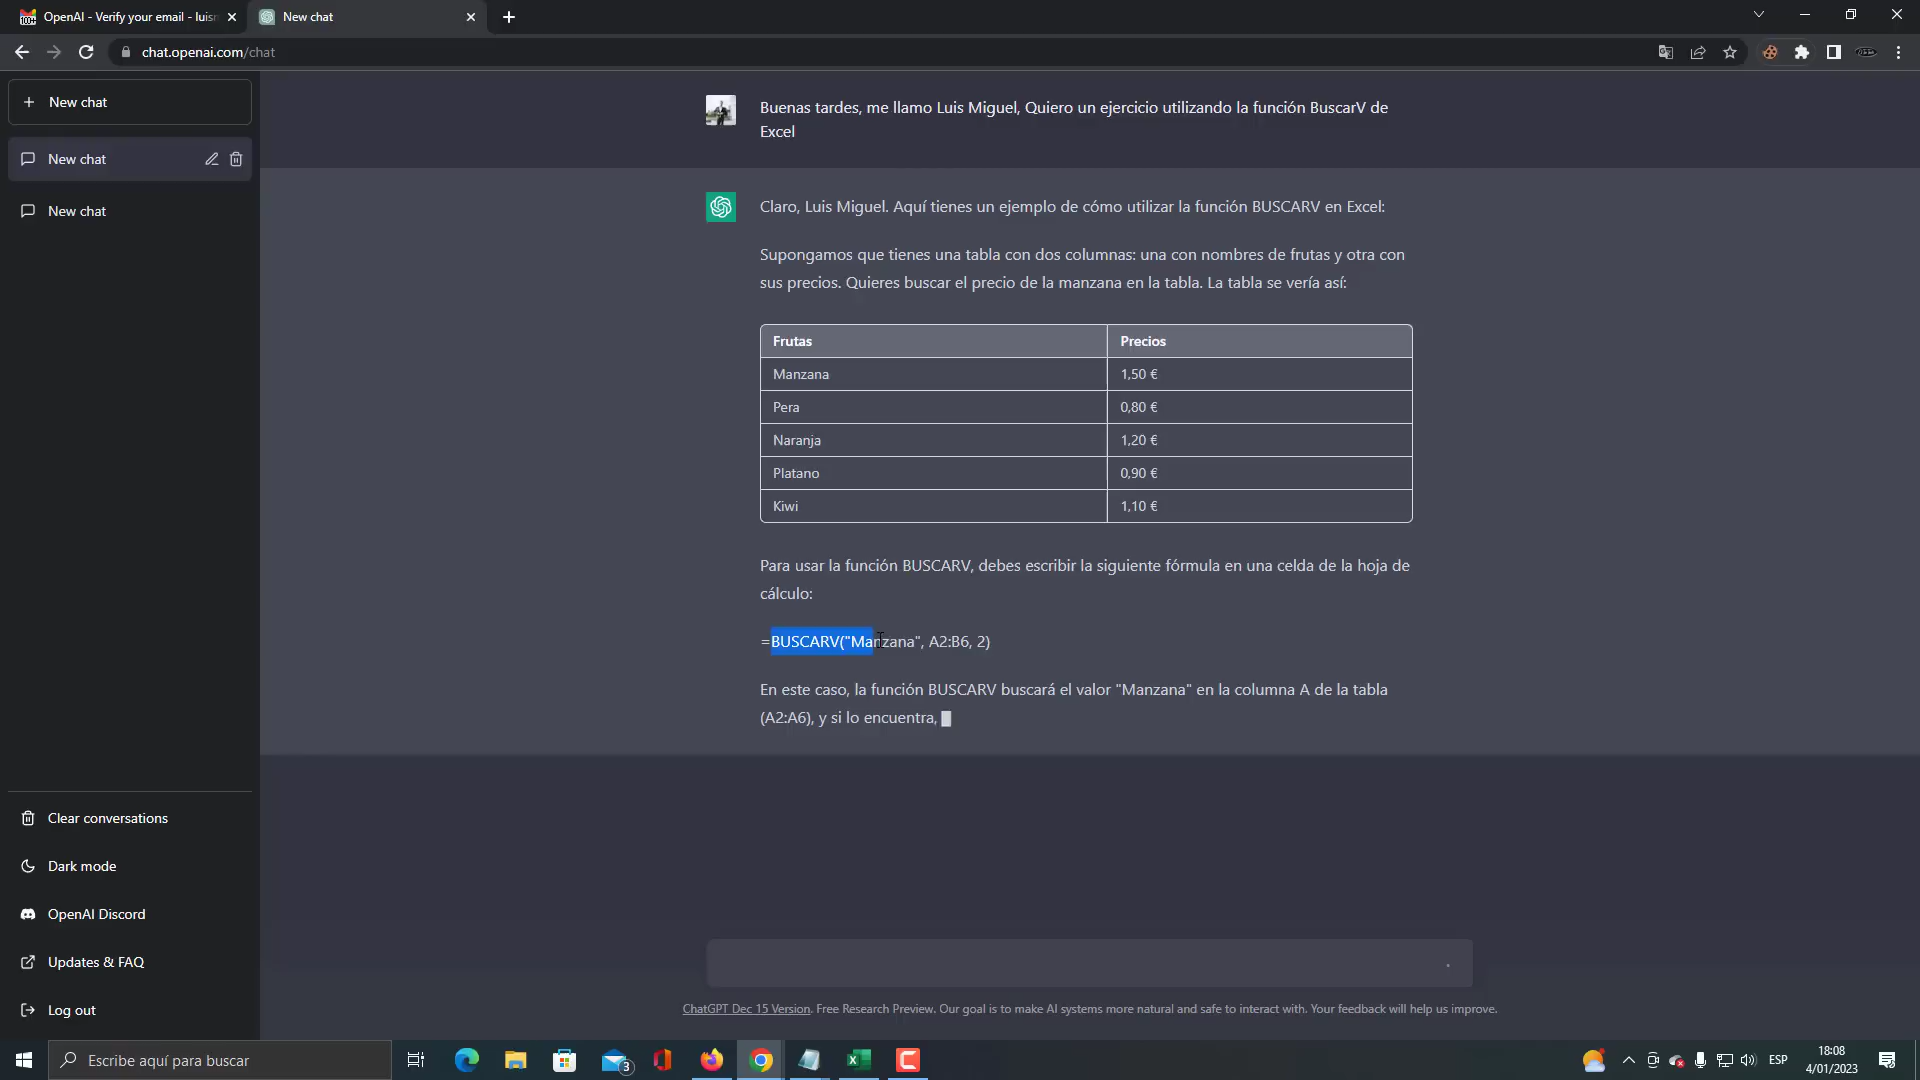 OpenAI - Verify your email - luisn
New chat
chat.openai.com/chat
New chat
New chat
New chat
Clear conversations
Dark mode
OpenAI Discord
Updates & FAQ
Log out
Buenas tardes, me llamo Luis Miguel, Quiero un ejercicio utilizando la función BuscarV de
Excel
Claro, Luis Miguel. Aquí tienes un ejemplo de cómo utilizar la función BUSCARV en Excel:
Supongamos que tienes una tabla con dos columnas: una con nombres de frutas y otra con
sus precios. Quieres buscar el precio de la manzana en la tabla. La tabla se vería así:
Frutas Precios
Manzana 1,50 €
Pera 0,80 €
Naranja 1,20 €
Platano 0,90 €
Kiwi 1,10 €
Para usar la función BUSCARV, debes escribir la siguiente fórmula en una celda de la hoja de
cálculo:
=BUSCARV("Manzana", A2:B6, 2)
En este caso, la función BUSCARV buscará el valor "Manzana" en la columna A de la tabla
(A2:A6), y si lo encuentra,
ChatGPT Dec 15 Version. Free Research Preview. Our goal is to make AI systems more natural and safe to interact with. Your feedback will help us improve.
Escribe aquí para buscar
3
ESP
18:08
4/01/2023